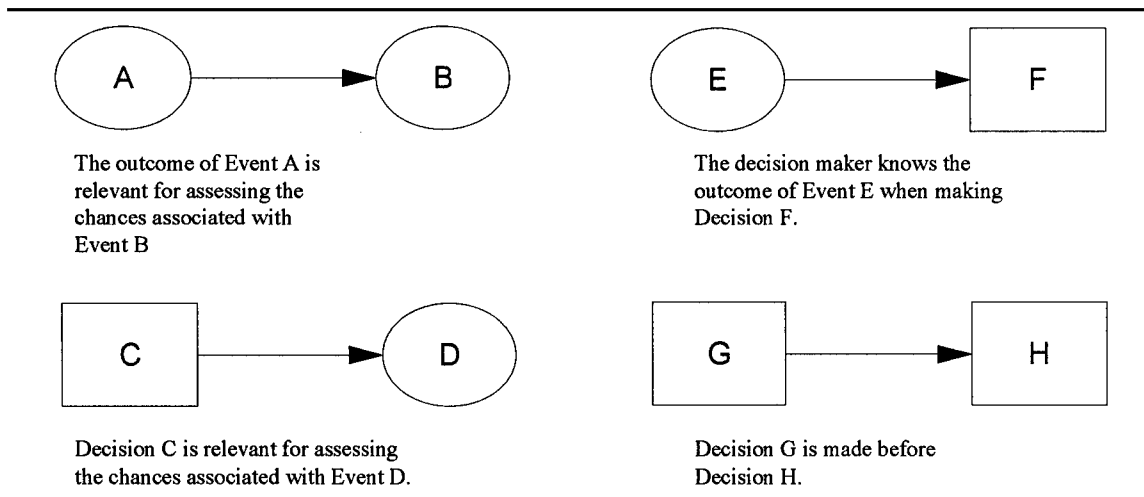 A
B
The outcome of Event A is
relevant for assessing the
chances associated with
Event B
E
F
The decision maker knows the
outcome of Event E when making
Decision F.
C
D
Decision C is relevant for assessing
the chances associated with Event D.
G
H
Decision G is made before
Decision H.